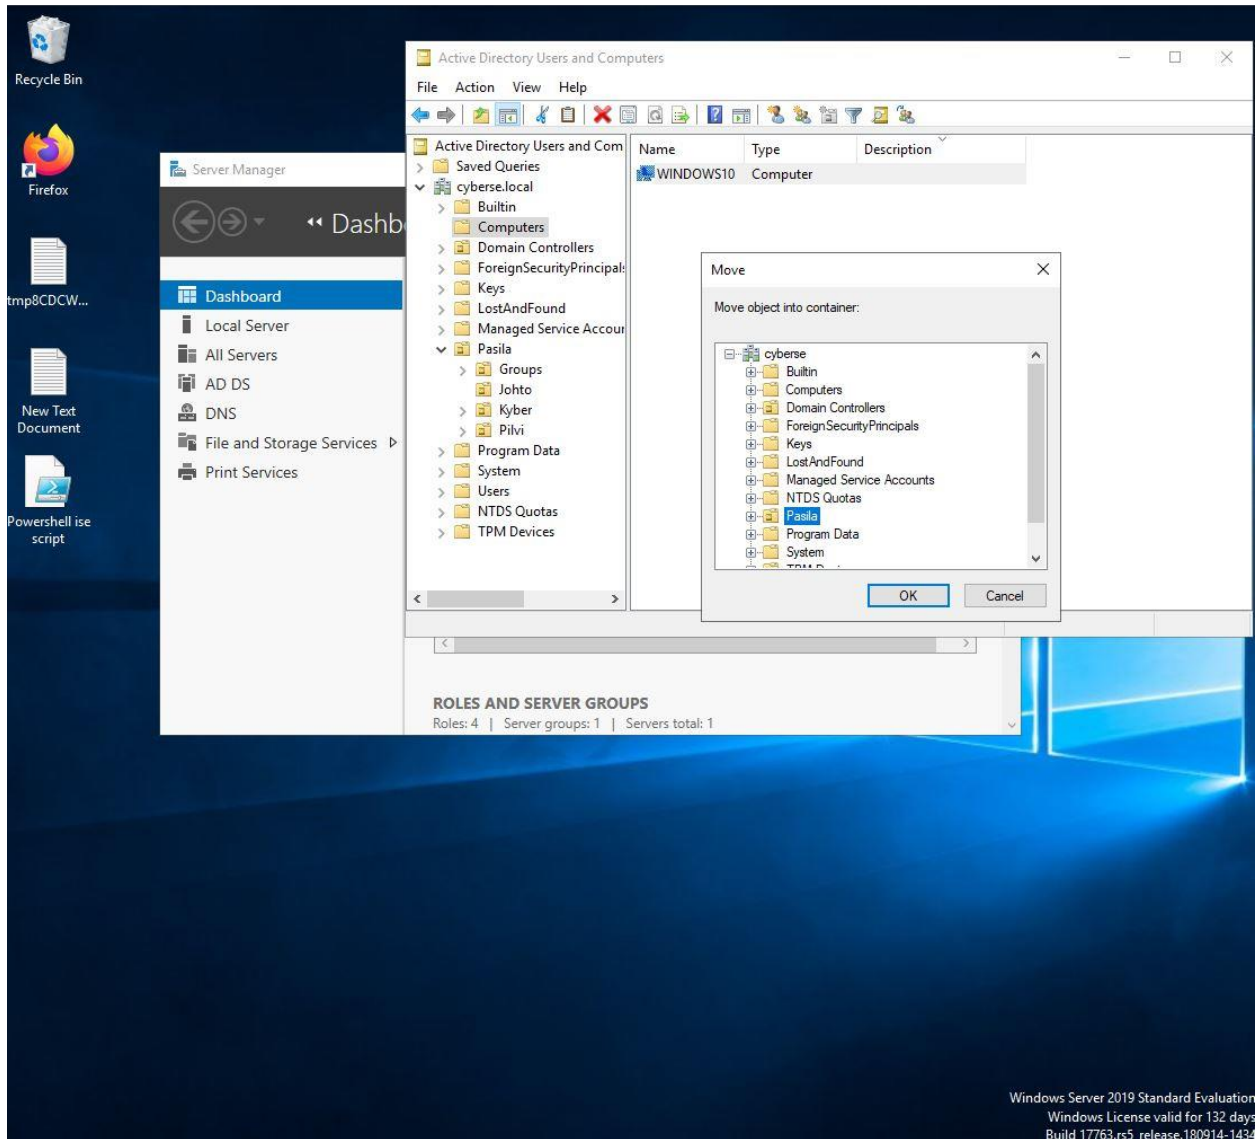 Recycle Bin
Firefox
tmp8CDCW...
New Text
Document
Powershell ise
script
Server Manager
Dashb
Dashboard
Local Server
All Servers
AD DS
DNS
File and Storage Services
Print Services
Active Directory Users and Computers
File Action View Help
Active Directory Users and Com
Saved Queries
cyberse.local
Builtin
Computers
Domain Controllers
ForeignSecurityPrincipals
Keys
LostAndFound
Managed Service Accour
Pasila
Groups
Johto
Kyber
Pilvi
Program Data
System
Users
NTDS Quotas
TPM Devices
Name Type Description
WINDOWS10 Computer
Move
Move object into container:
cyberse
Builtin
Computers
Domain Controllers
ForeignSecurityPrincipals
Keys
LostAndFound
Managed Service Accounts
NTDS Quotas
Pasila
Program Data
System
OK Cancel
ROLES AND SERVER GROUPS
Roles: 4 | Server groups: 1 | Servers total: 1
Windows Server 2019 Standard Evaluation
Windows License valid for 132 days
Build 17763.rs5_release.180914-1434